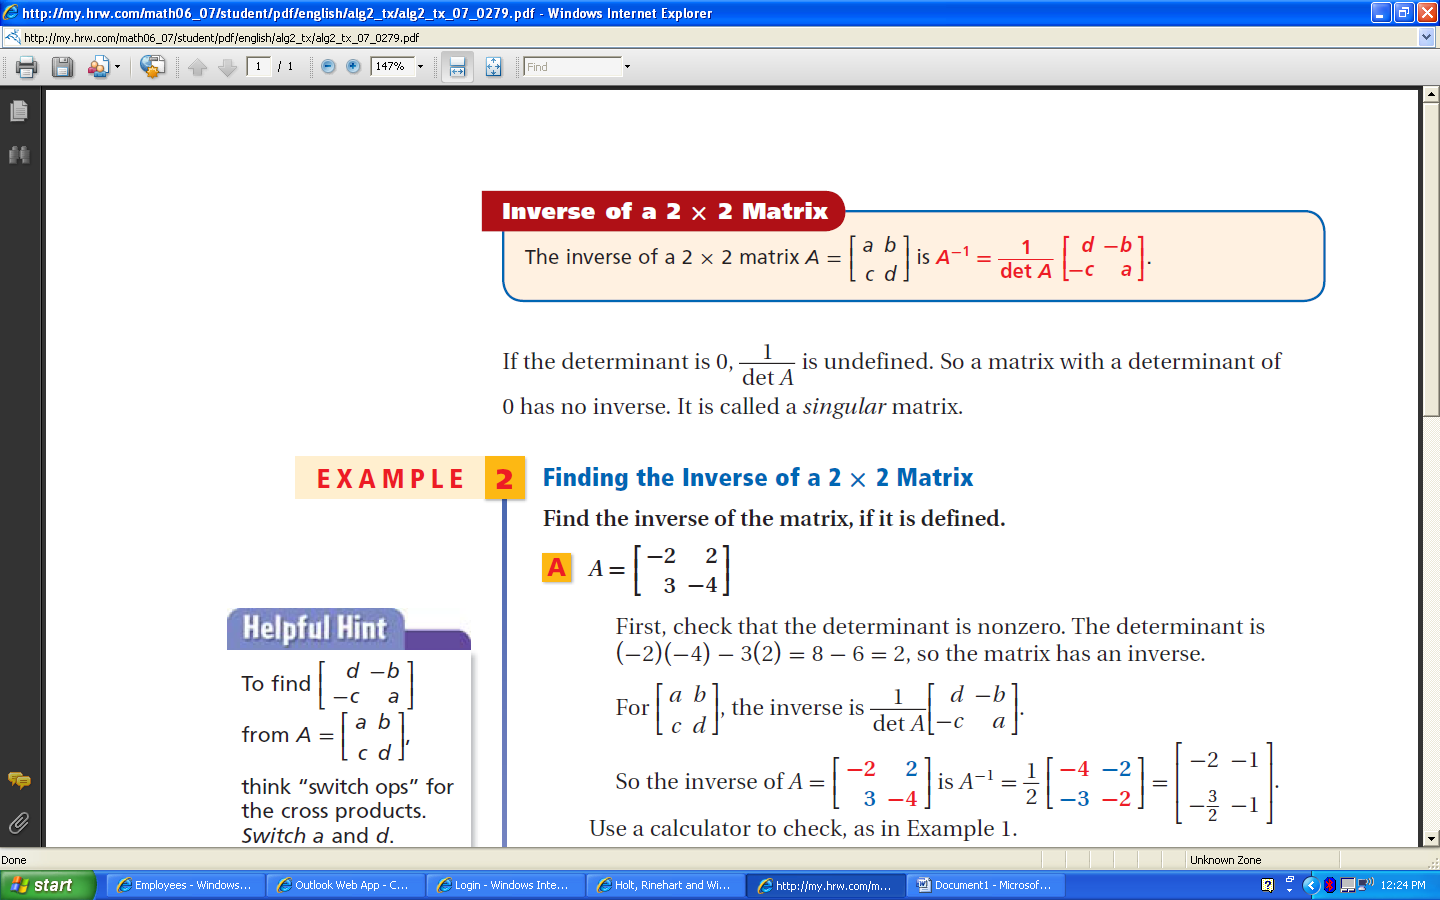 http://my.hrw.com/math06_07/student/pdf/english/alg2_tx/alg2_tx_07_0279.pdf - Windows Internet Explorer
http://my.hrw.com/math06_07/student/pdf/english/alg2_tx/alg2_tx_07_0279.pdf
1 / 1 147% Find
Inverse of a 2 × 2 Matrix
The inverse of a 2 × 2 matrix A = [a b; c d] is A⁻¹ = 1/det A [d −b; −c a].
If the determinant is 0, 1/det A is undefined. So a matrix with a determinant of
0 has no inverse. It is called a singular matrix.
EXAMPLE 2 Finding the Inverse of a 2 × 2 Matrix
Find the inverse of the matrix, if it is defined.
A A = [−2 2; 3 −4]
First, check that the determinant is nonzero. The determinant is
(−2)(−4) − 3(2) = 8 − 6 = 2, so the matrix has an inverse.
For [a b; c d], the inverse is 1/det A [d −b; −c a].
So the inverse of A = [−2 2; 3 −4] is A⁻¹ = 1/2 [−4 −2; −3 −2] = [−2 −1; −3/2 −1].
Use a calculator to check, as in Example 1.
Helpful Hint
To find [d −b; −c a]
from A = [a b; c d],
think “switch ops” for
the cross products.
Switch a and d.
Done Unknown Zone
start Employees - Windows... Outlook Web App - C... Login - Windows Inte... Holt, Rinehart and Wi... http://my.hrw.com/m... Document1 - Microsof... 12:24 PM